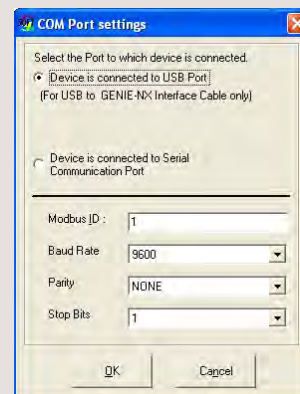 COM Port settings
Select the Port to which device is connected.
Device is connected to USB Port
(For USB to GENIE-NX Interface Cable only)
Device is connected to Serial
Communication Port
Modbus ID : 1
Baud Rate 9600
Parity NONE
Stop Bits 1
OK Cancel